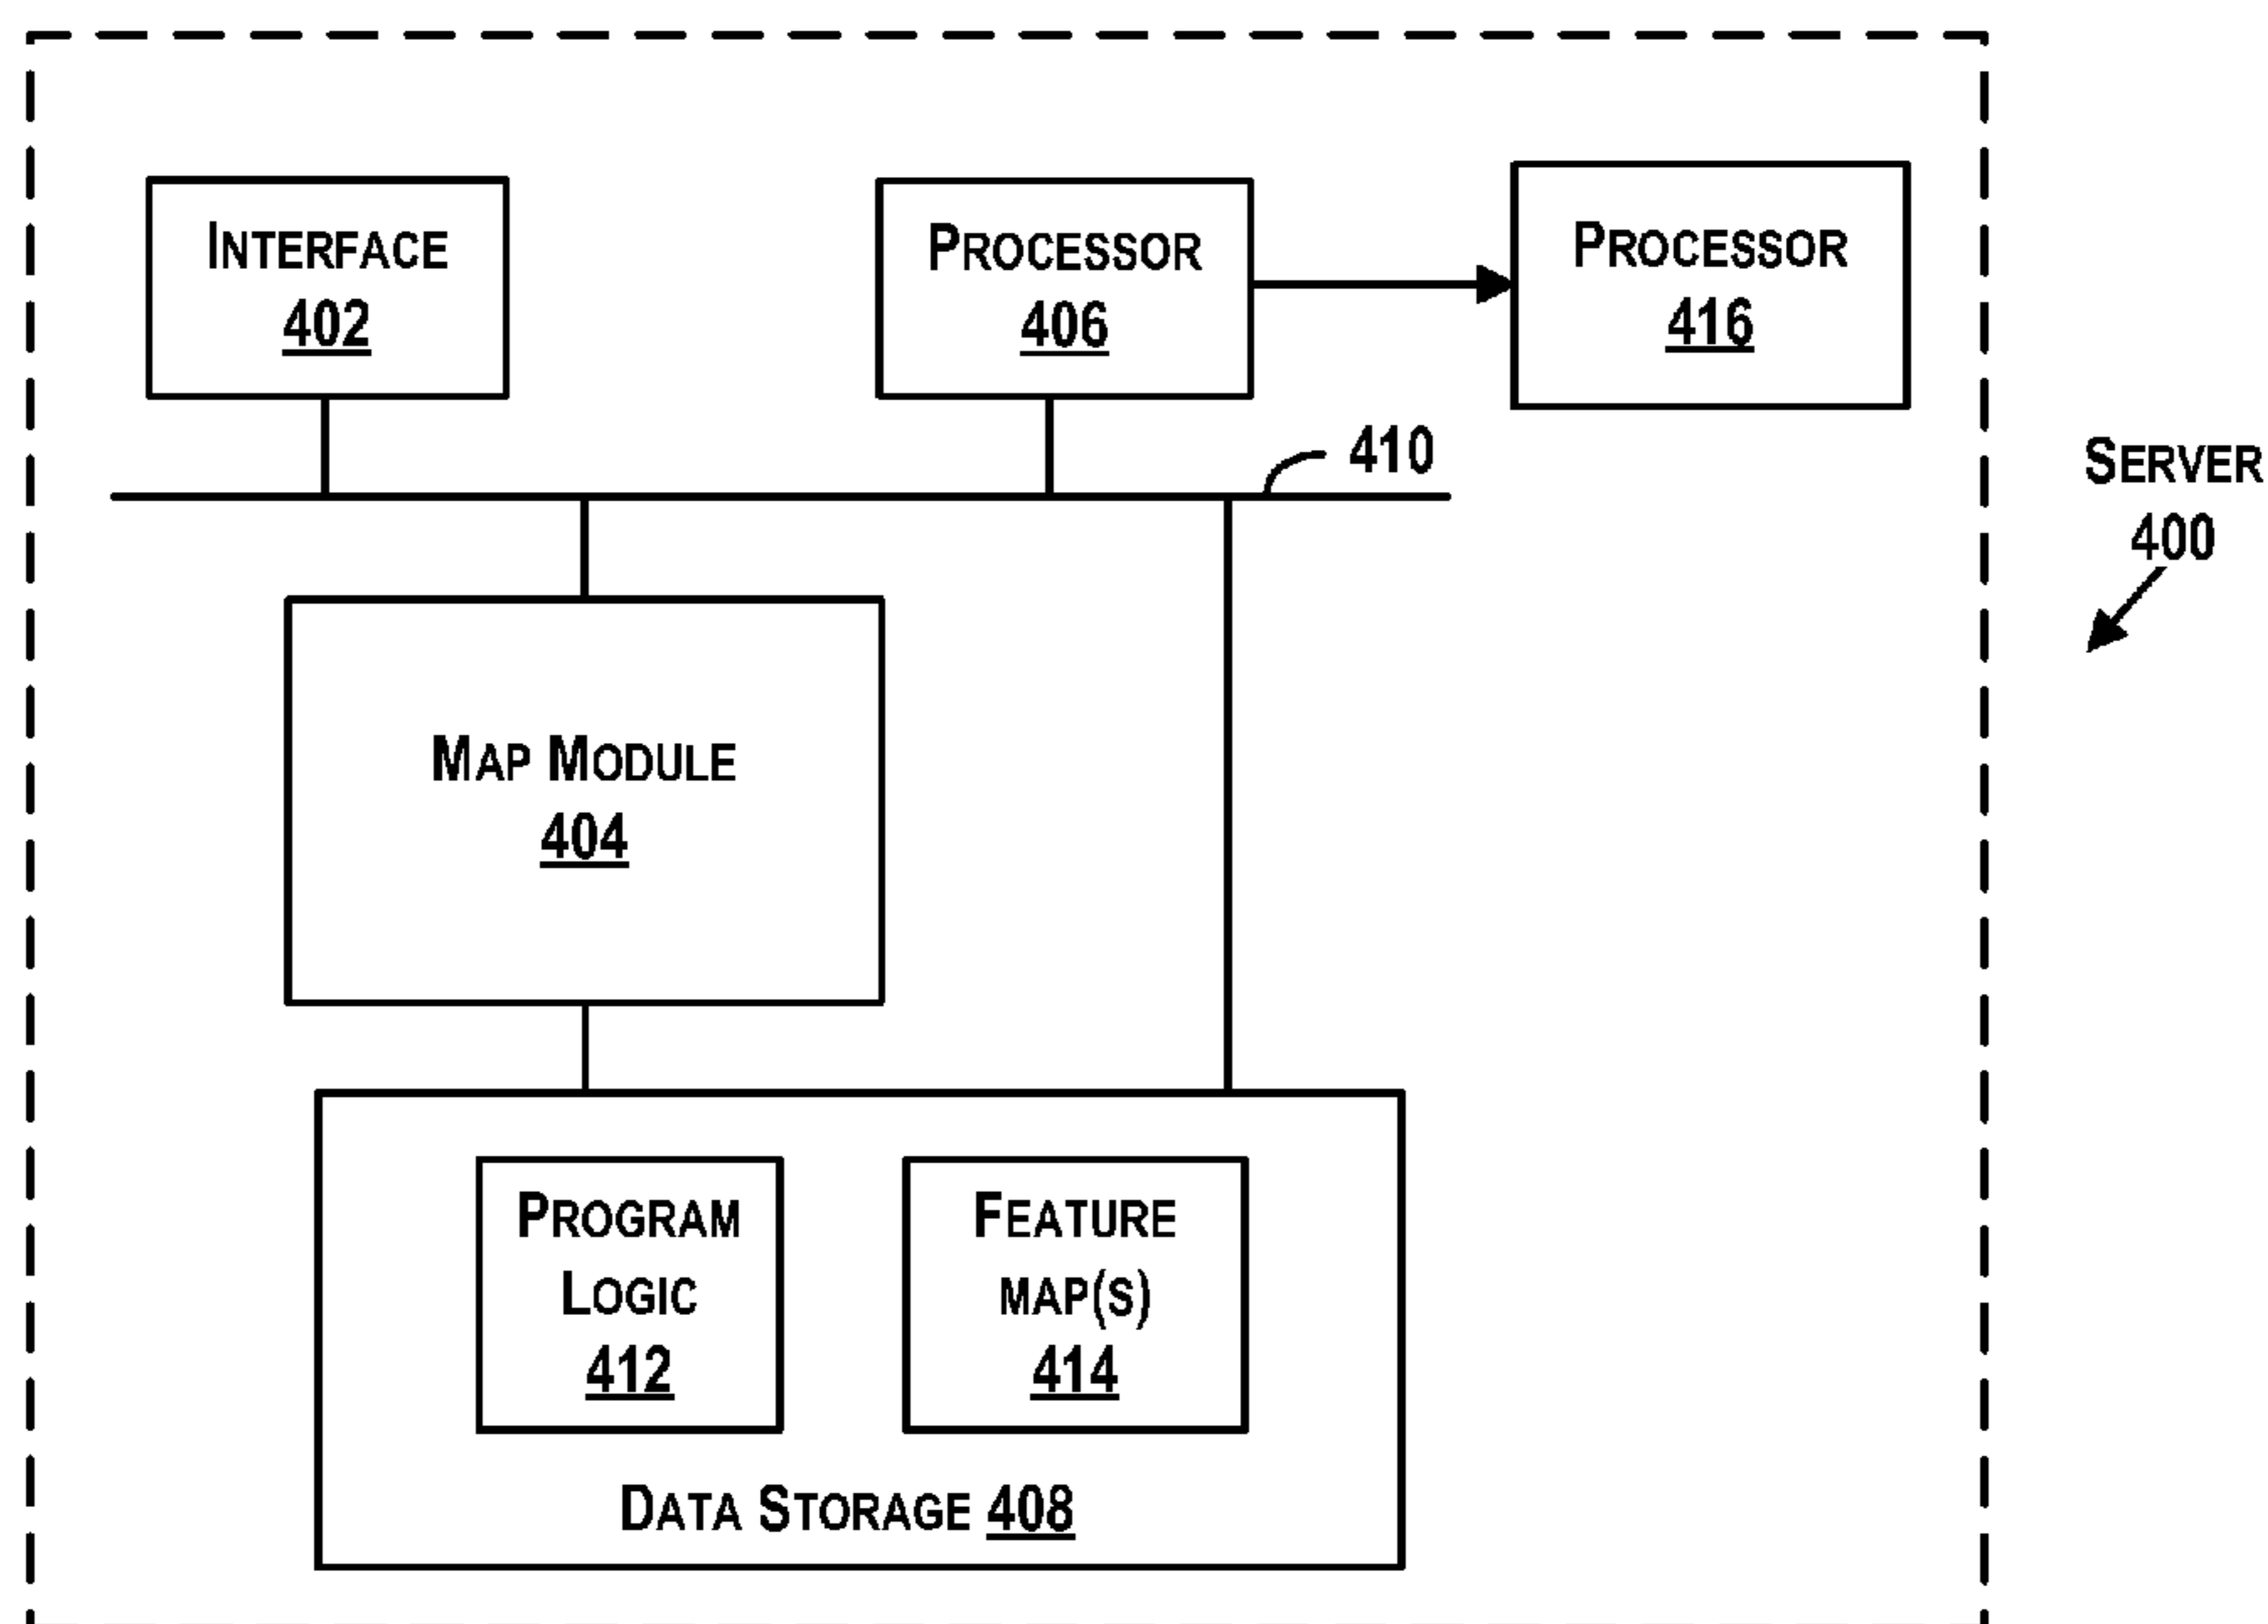 INTERFACE
402
PROCESSOR
406
PROCESSOR
416
410
SERVER
400
MAP MODULE
404
PROGRAM
LOGIC
412
FEATURE
MAP(S)
414
DATA STORAGE 408